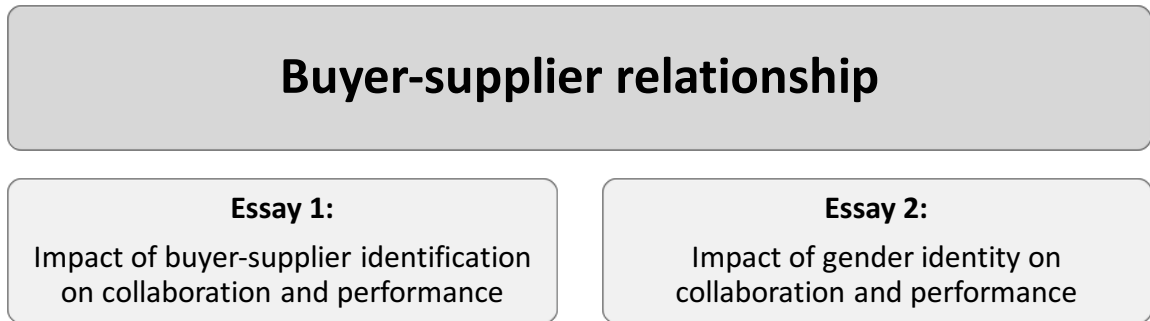 Buyer-supplier relationship
Essay 1:
Impact of buyer-supplier identification
on collaboration and performance
Essay 2:
Impact of gender identity on
collaboration and performance